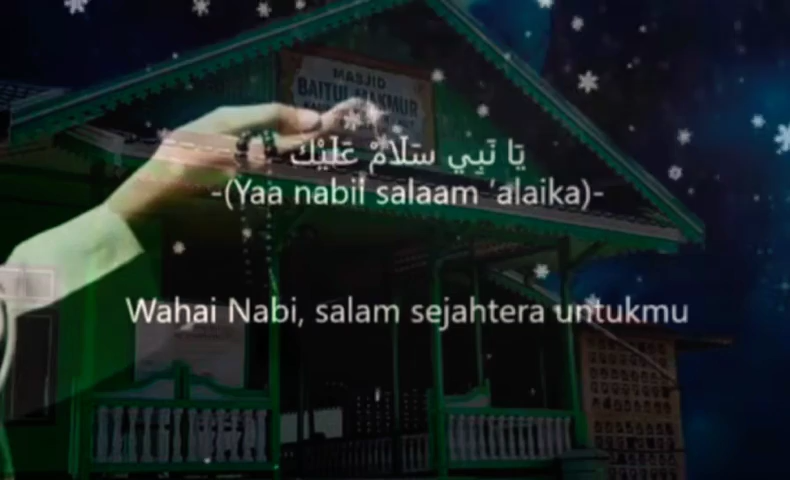 MASJID
BAITUL MAKMUR
يَا نَبِي سَلَامْ عَلَيْكَ
-(Yaa nabii salaam 'alaika)-
Wahai Nabi, salam sejahtera untukmu